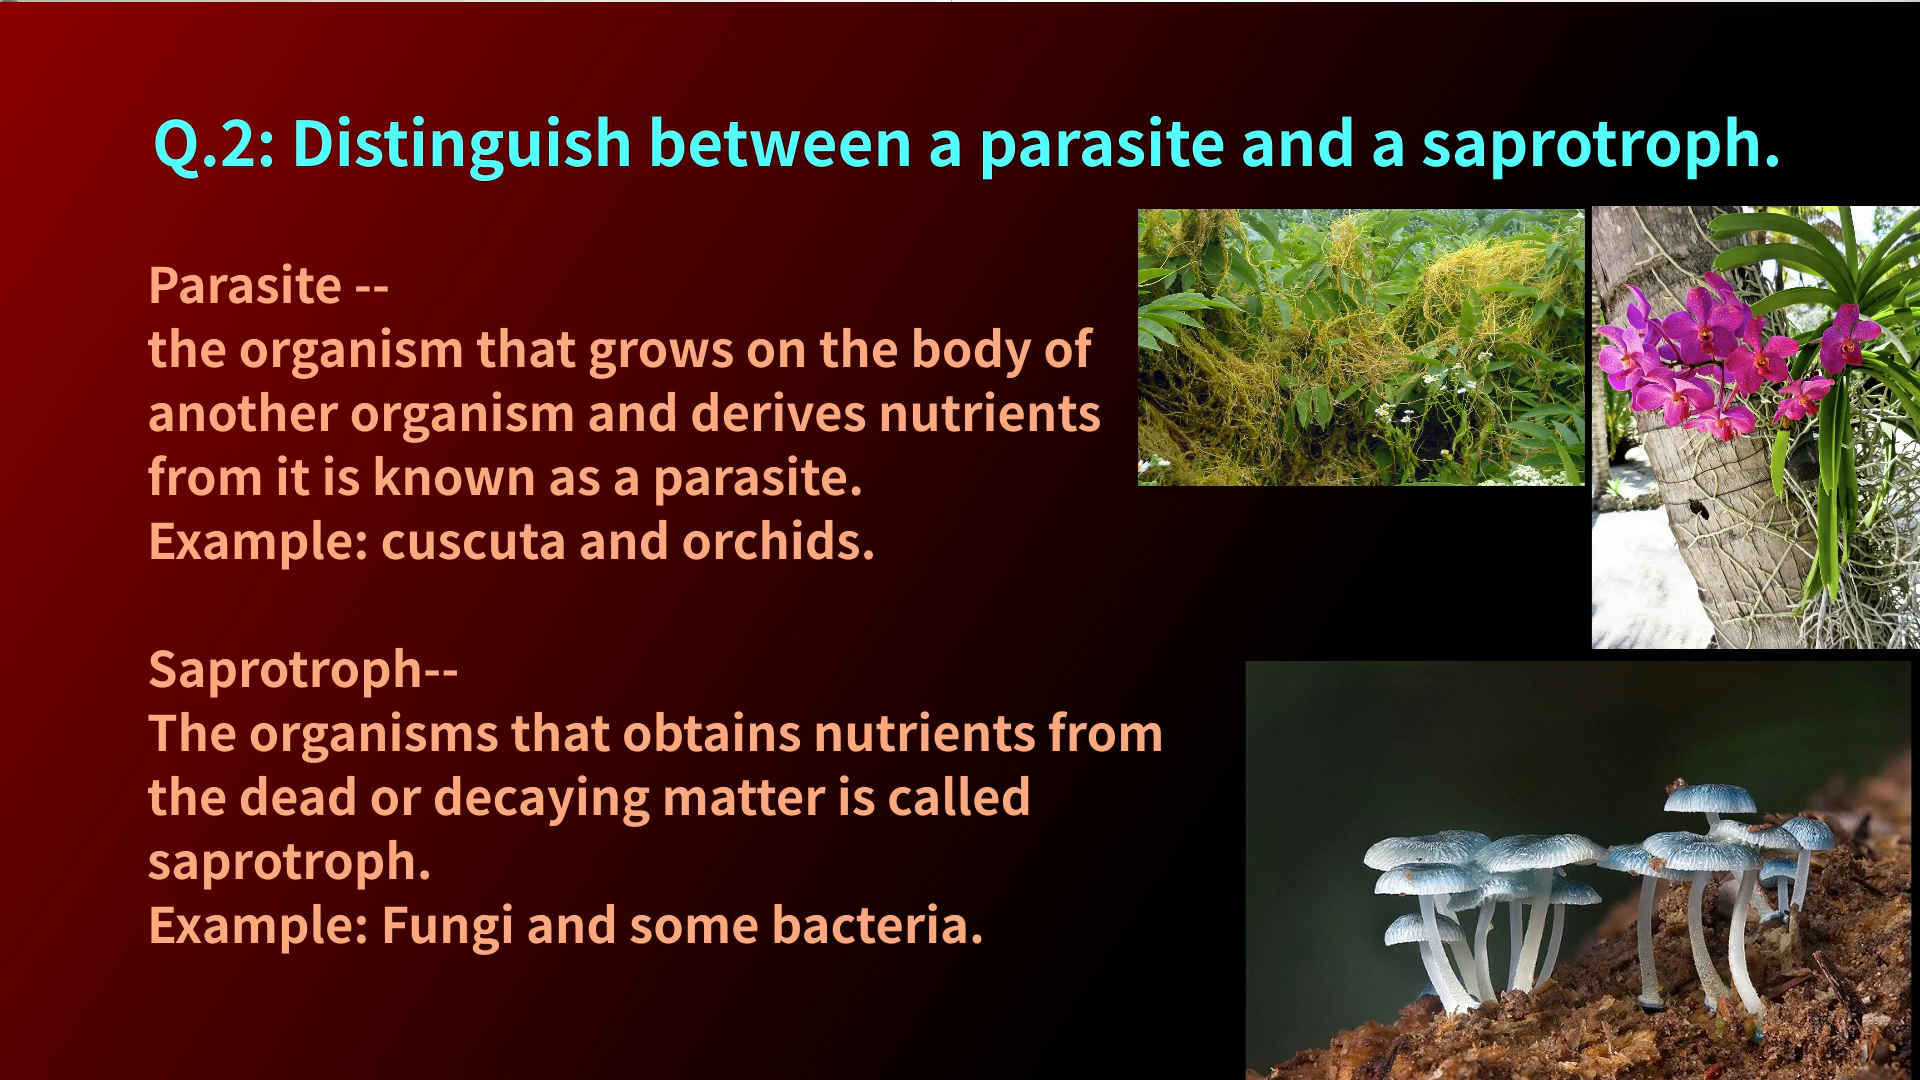 Q.2: Distinguish between a parasite and a saprotroph.
Parasite --
the organism that grows on the body of
another organism and derives nutrients
from it is known as a parasite.
Example: cuscuta and orchids.
Saprotroph--
The organisms that obtains nutrients from
the dead or decaying matter is called
saprotroph.
Example: Fungi and some bacteria.